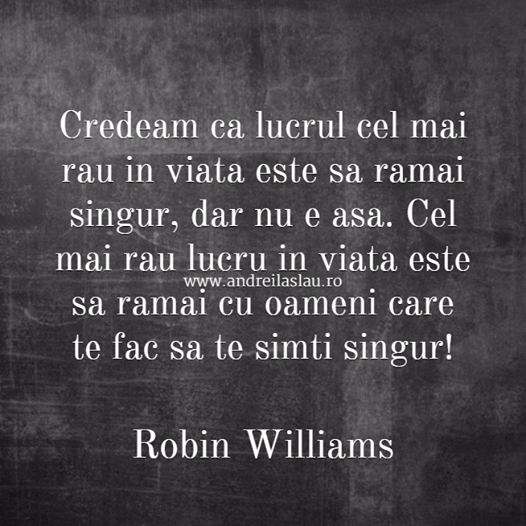 Credeam ca lucrul cel mai
rau in viata este sa ramai
singur, dar nu e asa. Cel
mai rau lucru in viata este
www.andreilaslau.ro
sa ramai cu oameni care
te fac sa te simti singur!
Robin Williams